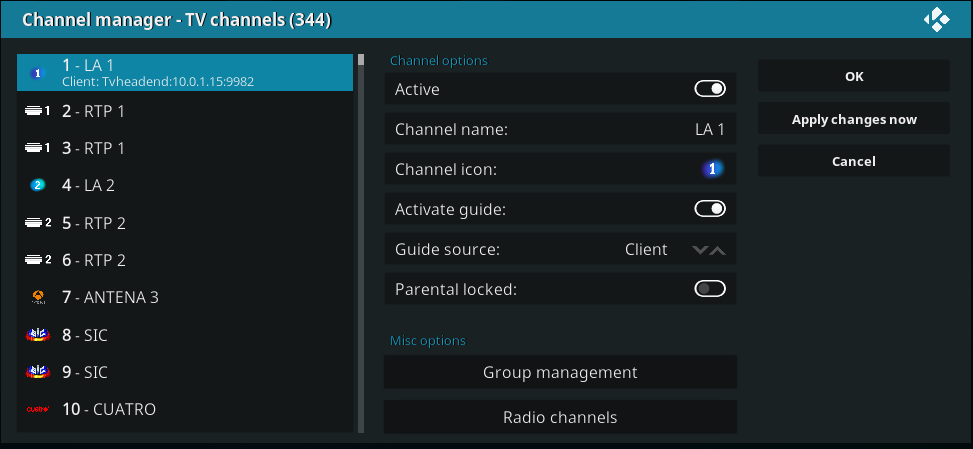 Channel manager - TV channels (344)
1 - LA 1
Client: Tvheadend:10.0.1.15:9982
2 - RTP 1
3 - RTP 1
4 - LA 2
5 - RTP 2
6 - RTP 2
7 - ANTENA 3
8 - SIC
9 - SIC
10 - CUATRO
Channel options
Active
Channel name: LA 1
Channel icon: 1
Activate guide:
Guide source: Client
Parental locked:
Misc options
Group management
Radio channels
OK
Apply changes now
Cancel